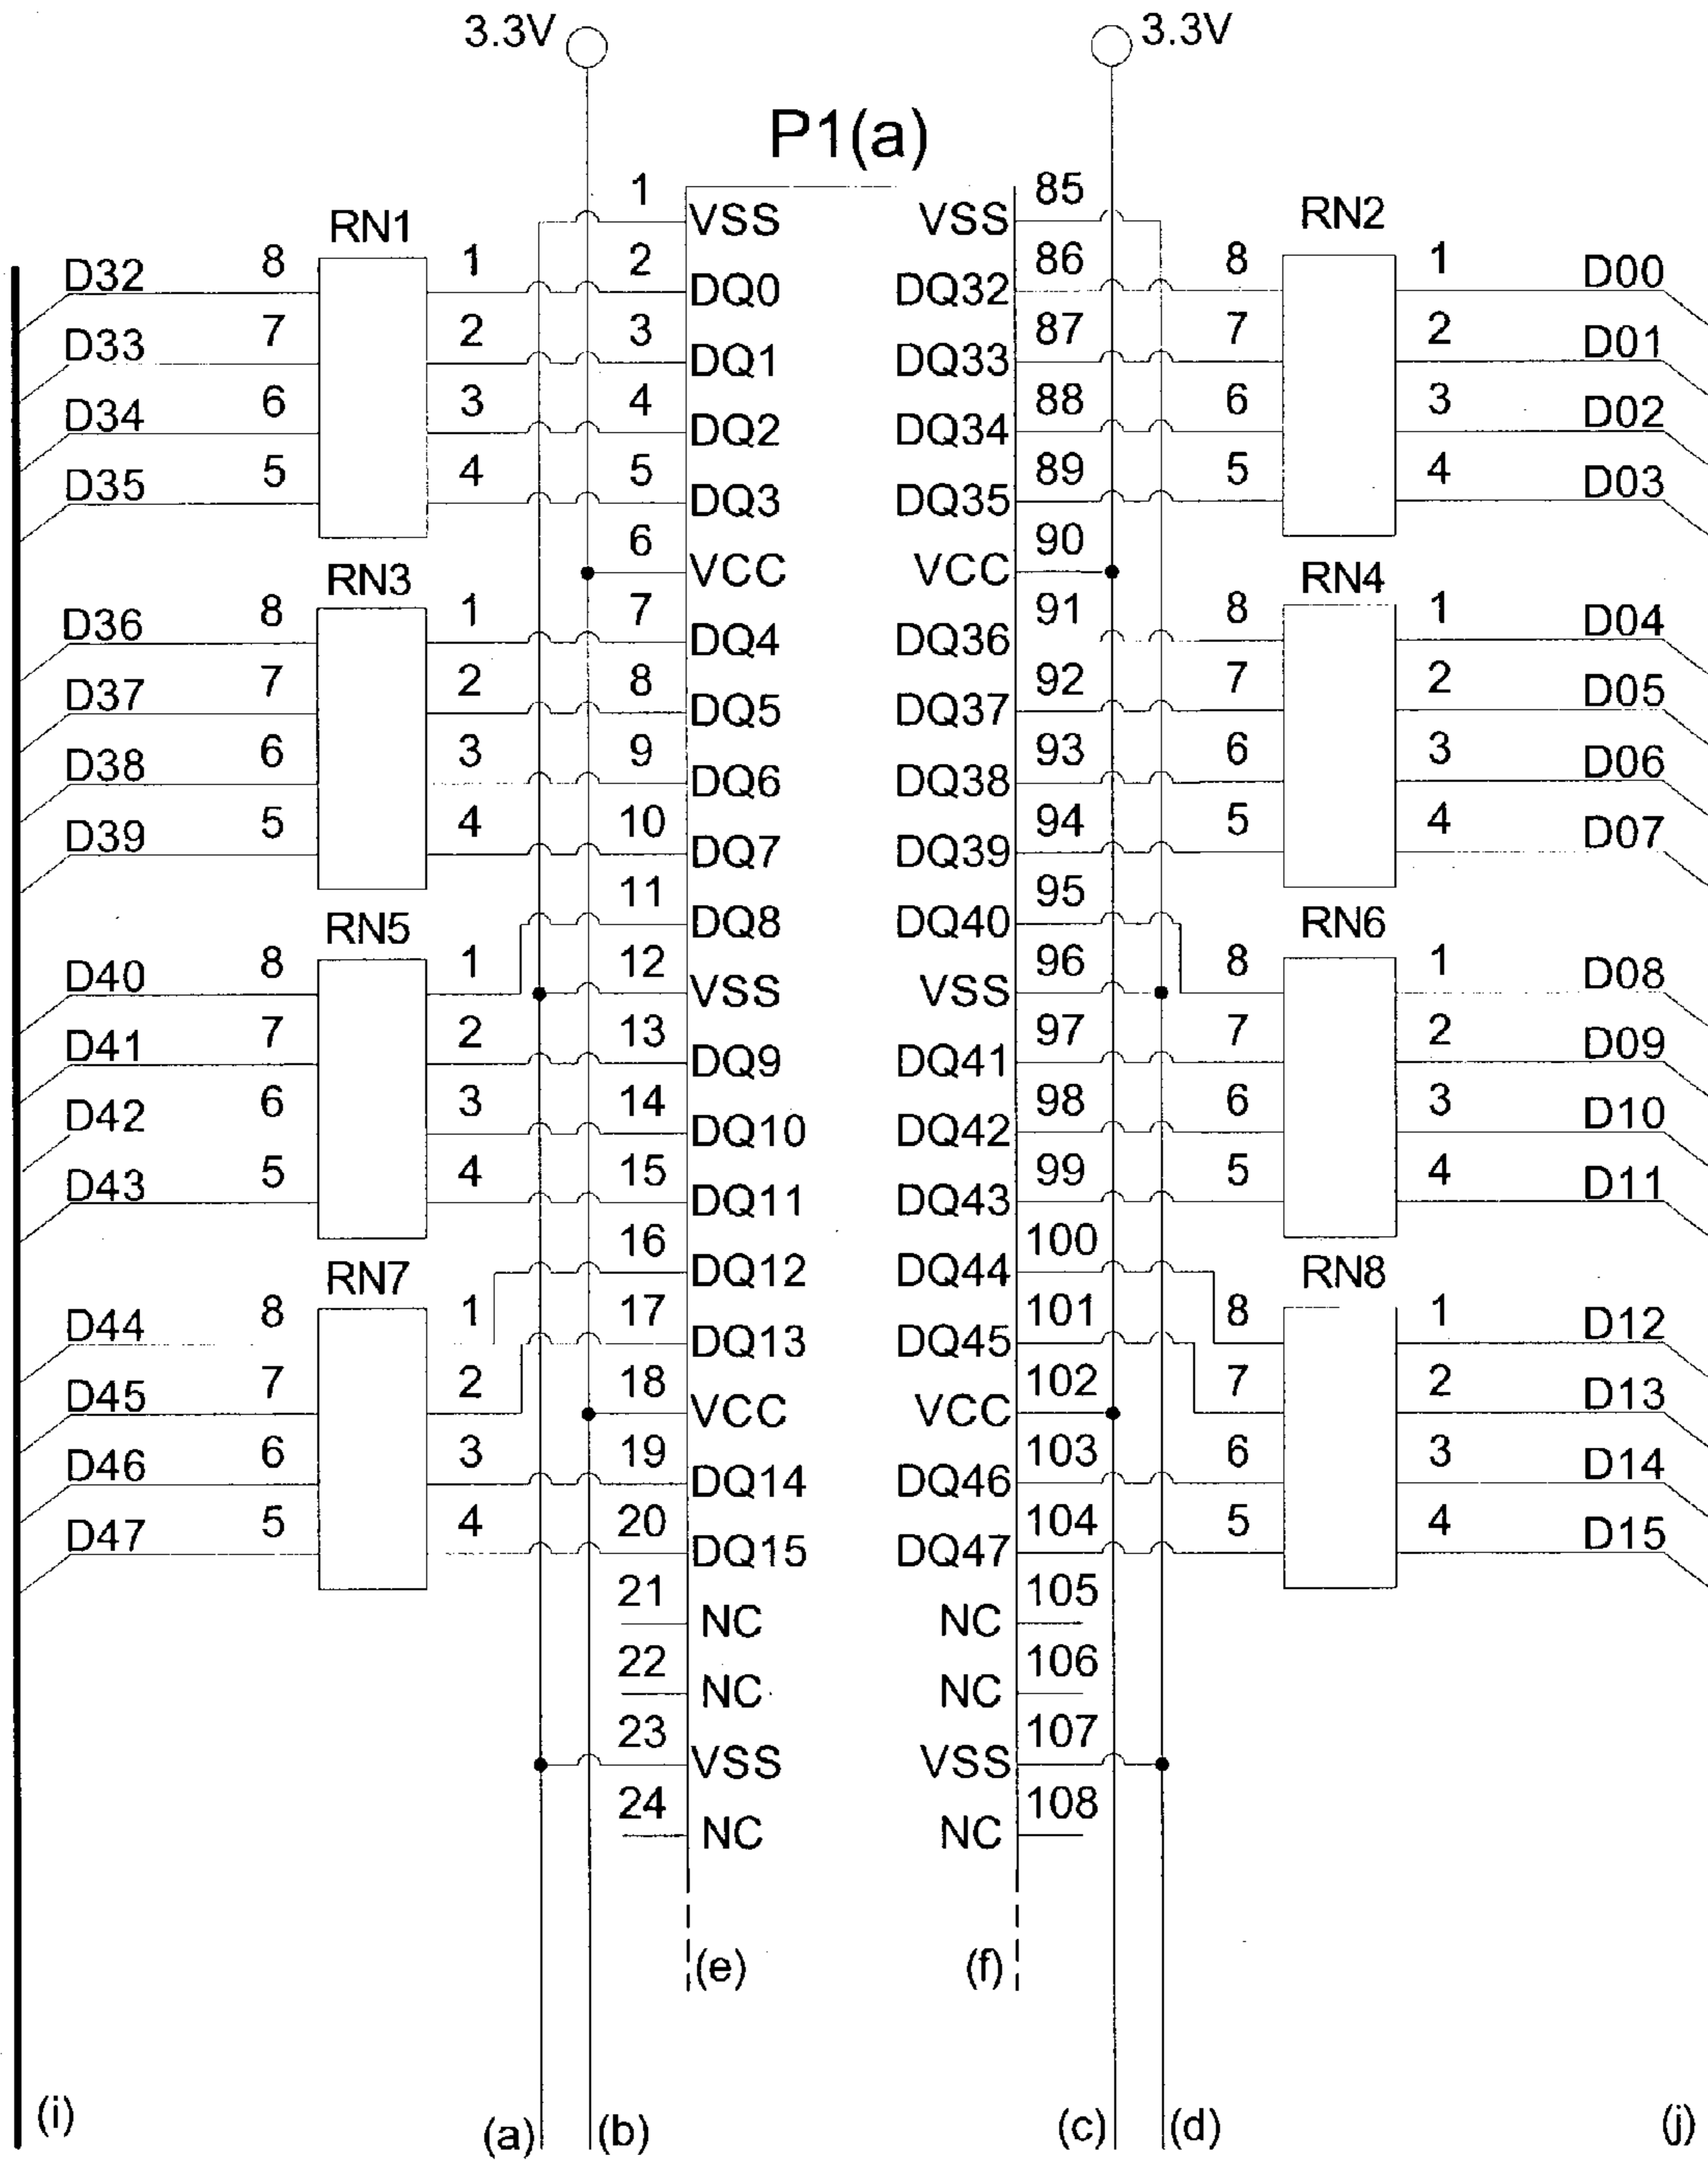 3.3V 3.3V
P1(a)
1 85
RN1 VSS VSS RN2
D32 8 1 2 86 8 1 D00
DQ0 DQ32
D33 7 2 3 87 7 2 D01
DQ1 DQ33
D34 6 3 4 88 6 3 D02
DQ2 DQ34
D35 5 4 5 89 5 4 D03
DQ3 DQ35
6 90
RN3 VCC VCC RN4
D36 8 1 7 91 8 1 D04
DQ4 DQ36
D37 7 2 8 92 7 2 D05
DQ5 DQ37
D38 6 3 9 93 6 3 D06
DQ6 DQ38
D39 5 4 10 94 5 4 D07
DQ7 DQ39
11 95
RN5 DQ8 DQ40 RN6
D40 8 1 12 96 8 1 D08
VSS VSS
D41 7 2 13 97 7 2 D09
DQ9 DQ41
D42 6 3 14 98 6 3 D10
DQ10 DQ42
D43 5 4 15 99 5 4 D11
DQ11 DQ43
16 100
RN7 DQ12 DQ44 RN8
D44 8 1 17 101 8 1 D12
DQ13 DQ45
D45 7 2 18 102 7 2 D13
VCC VCC
D46 6 3 19 103 6 3 D14
DQ14 DQ46
D47 5 4 20 104 5 4 D15
DQ15 DQ47
21 105
NC NC
22 106
NC NC
23 107
VSS VSS
24 108
NC NC
(e) (f)
(i) (a) (b) (c) (d) (j)